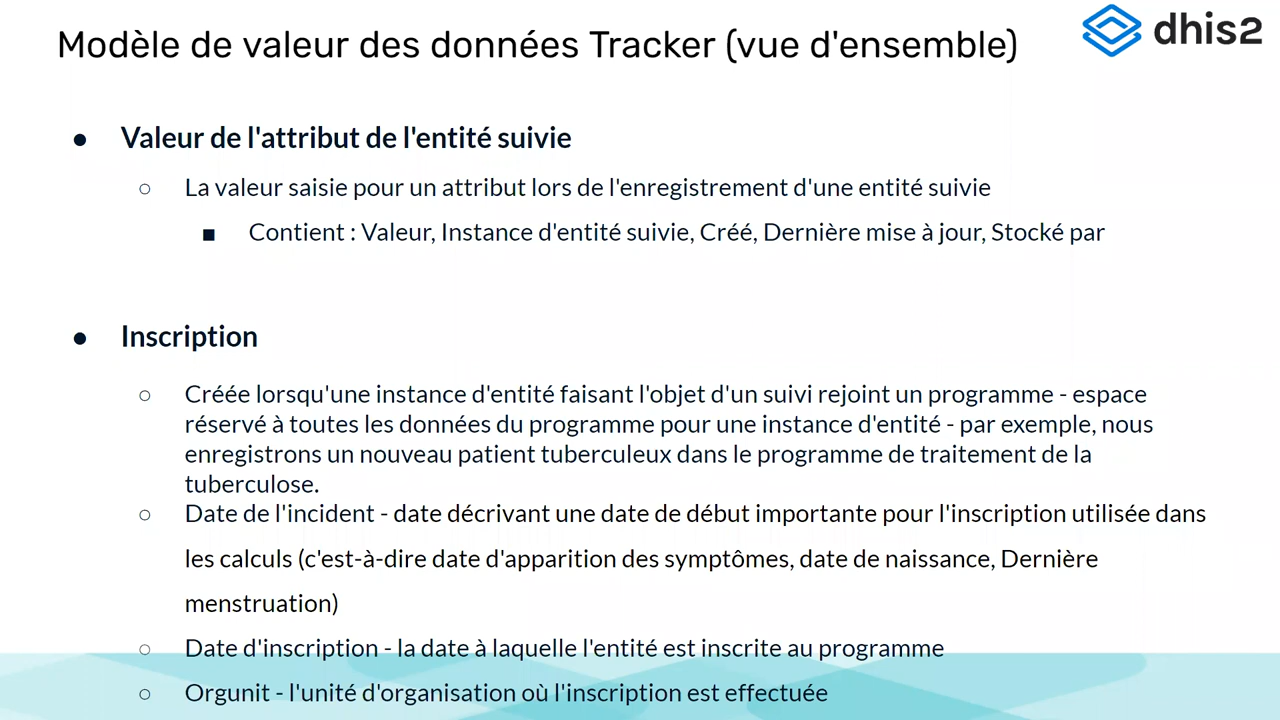 Modèle de valeur des données Tracker (vue d'ensemble)
dhis2
● Valeur de l'attribut de l'entité suivie
○ La valeur saisie pour un attribut lors de l'enregistrement d'une entité suivie
■ Contient : Valeur, Instance d'entité suivie, Créé, Dernière mise à jour, Stocké par
● Inscription
○ Créée lorsqu'une instance d'entité faisant l'objet d'un suivi rejoint un programme - espace
réservé à toutes les données du programme pour une instance d'entité - par exemple, nous
enregistrons un nouveau patient tuberculeux dans le programme de traitement de la
tuberculose.
○ Date de l'incident - date décrivant une date de début importante pour l'inscription utilisée dans
les calculs (c'est-à-dire date d'apparition des symptômes, date de naissance, Dernière
menstruation)
○ Date d'inscription - la date à laquelle l'entité est inscrite au programme
○ Orgunit - l'unité d'organisation où l'inscription est effectuée